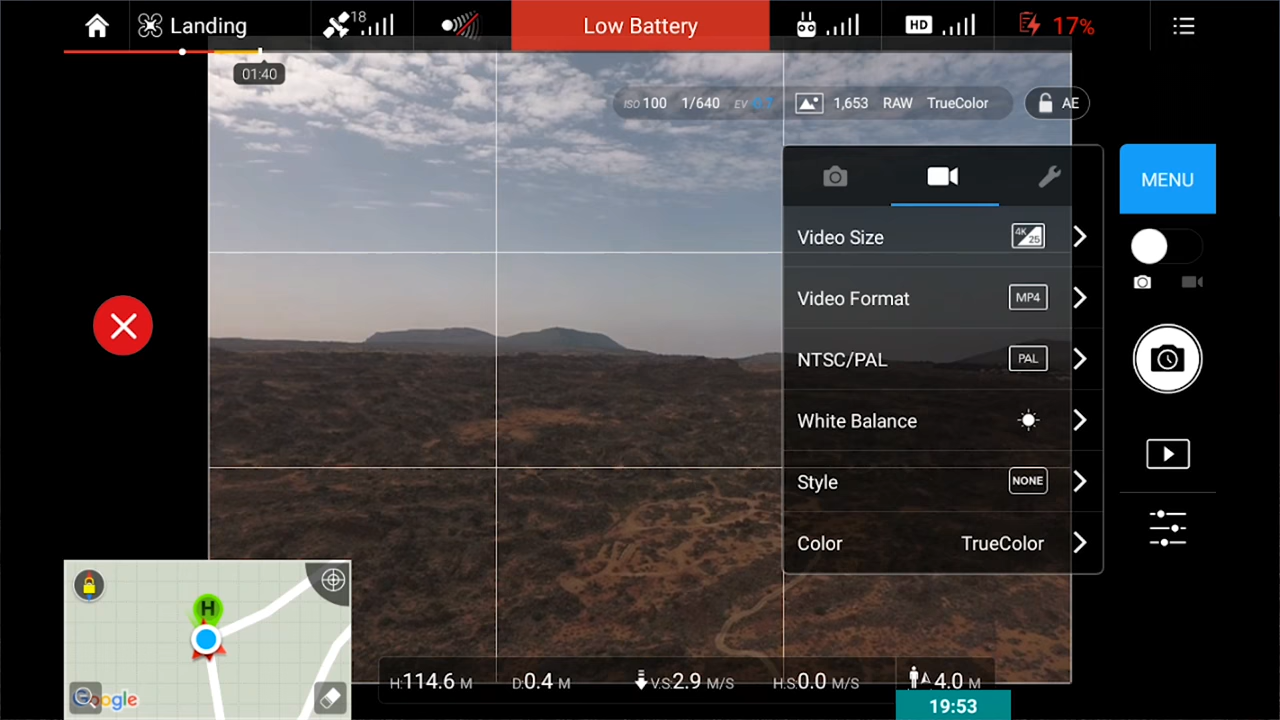 Landing
18
Low Battery
HD
17%
01:40
ISO 100 1/640 EV
1,653 RAW TrueColor
AE
MENU
Video Size
4K 25
Video Format
MP4
NTSC/PAL
PAL
White Balance
Style
NONE
Color
TrueColor
H
Google
H:114.6 M
D:0.4 M
V.S:2.9 M/S
H.S:0.0 M/S
4.0 M
19:53